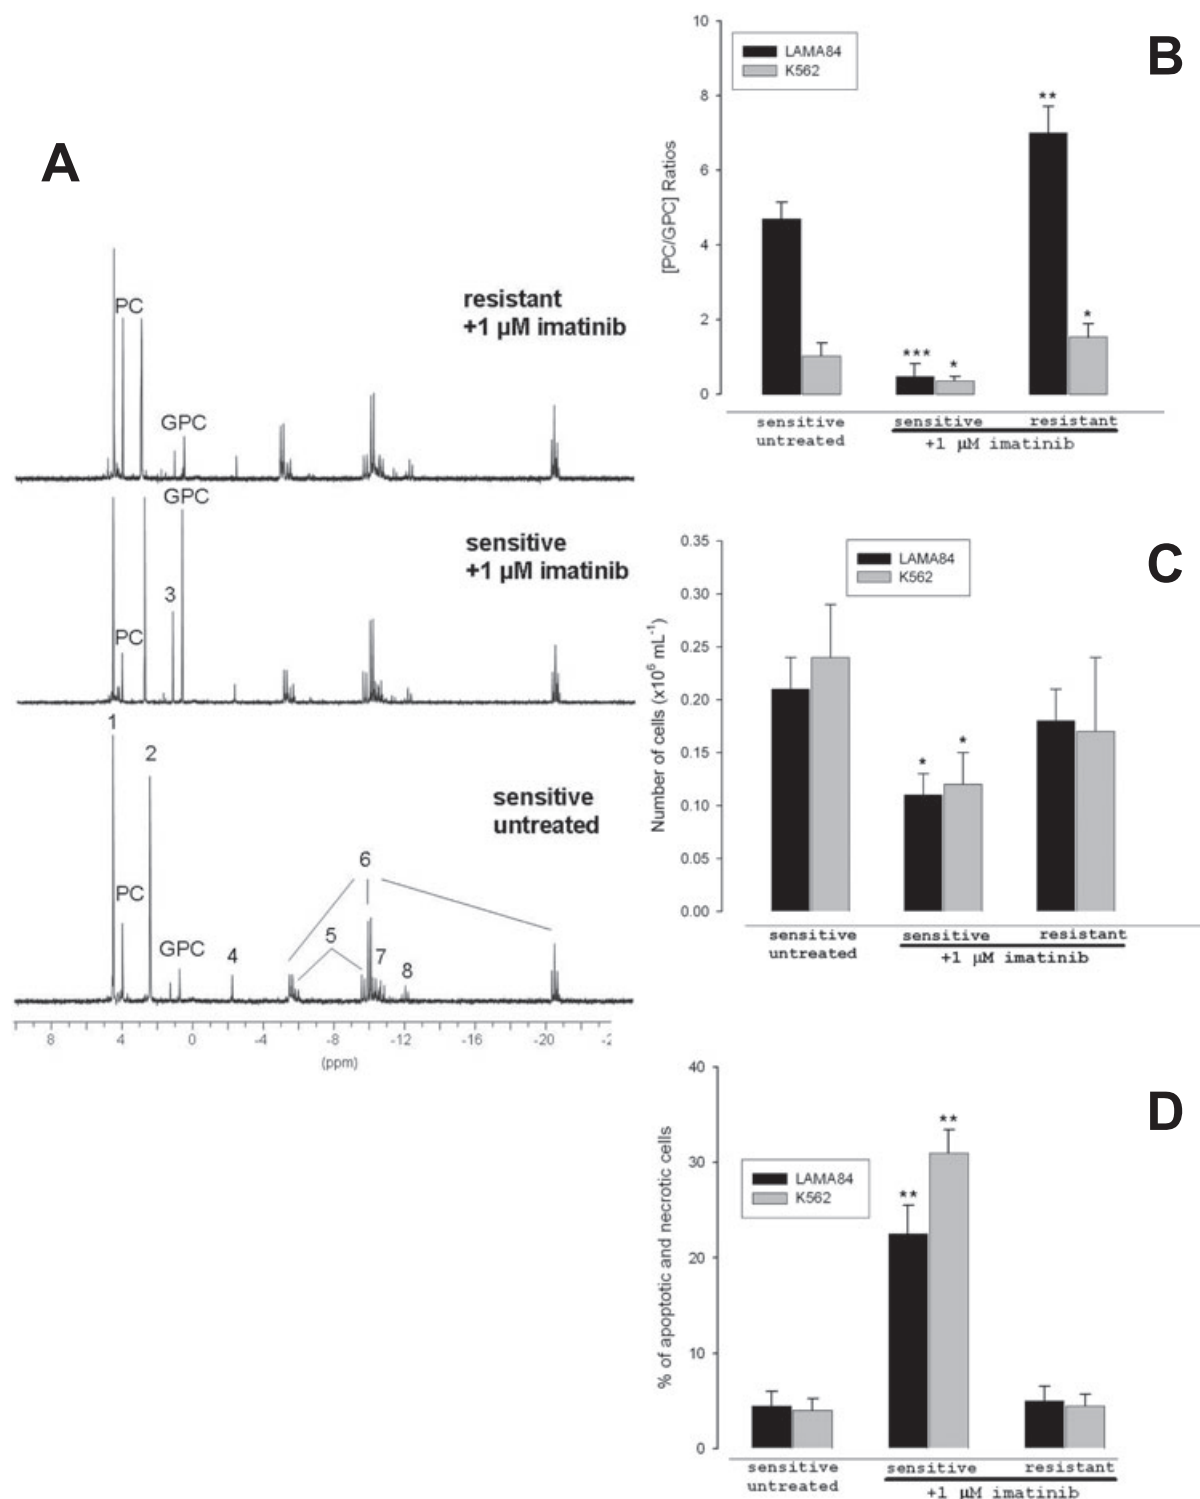 A
resistant
+1 µM imatinib
PC
GPC
sensitive
+1 µM imatinib
GPC
3
PC
sensitive
untreated
1
2
PC
GPC
4
5
6
7
8
8 4 0 -4 -8 -12 -16 -20 -2
(ppm)
B
LAMA84
K562
[PC/GPC] Ratios
10
8
6
4
2
0
***
*
**
*
sensitive
untreated
sensitive resistant
+1 µM imatinib
C
LAMA84
K562
Number of cells (x10⁶ mL⁻¹)
0.35
0.30
0.25
0.20
0.15
0.10
0.05
0.00
*
*
sensitive
untreated
sensitive resistant
+1 µM imatinib
D
LAMA84
K562
% of apoptotic and necrotic cells
40
30
20
10
0
**
**
sensitive
untreated
sensitive resistant
+1 µM imatinib